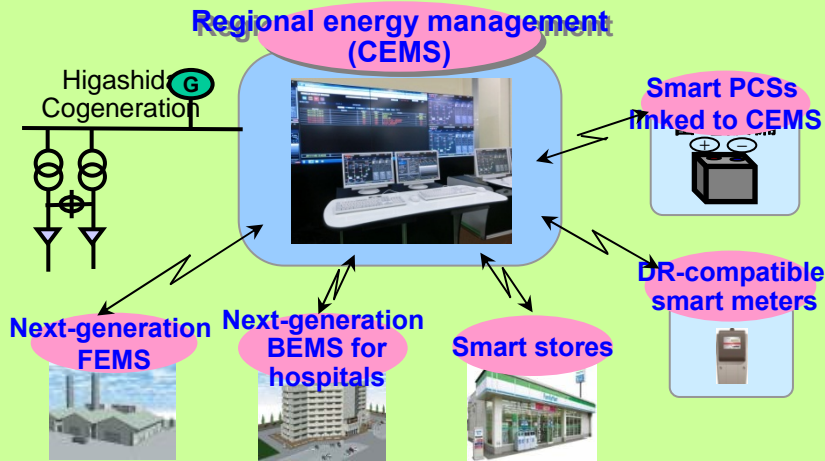 Regional energy management
(CEMS)
Higashida
Cogeneration
G
Smart PCSs
linked to CEMS
+ −
DR-compatible
smart meters
Next-generation
FEMS
Next-generation
BEMS for
hospitals
Smart stores
FamilyMart